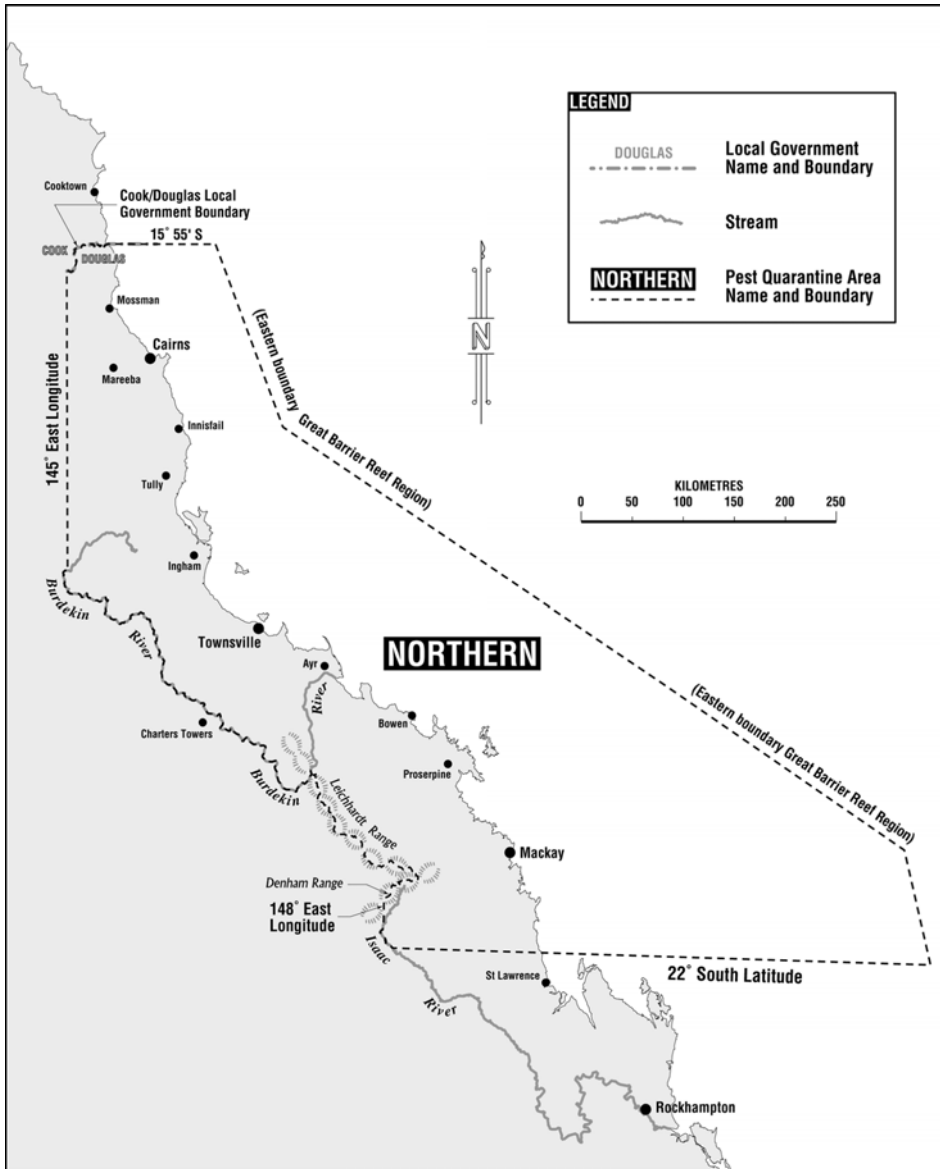 LEGEND
DOUGLAS
Local Government
Name and Boundary
Stream
NORTHERN
Pest Quarantine Area
Name and Boundary
Cooktown
Cook/Douglas Local
Government Boundary
15° 55' S
COOK
DOUGLAS
N
Mossman
(Eastern boundary
Great Barrier Reef Region)
Cairns
Mareeba
145° East Longitude
Innisfail
Tully
KILOMETRES
0 50 100 150 200 250
Ingham
Burdekin
River
Townsville
NORTHERN
Ayr
River
Bowen
Charters Towers
(Eastern boundary Great Barrier Reef Region)
Proserpine
Burdekin
Leichhardt Range
Mackay
Denham Range
148° East
Longitude
Isaac
22° South Latitude
St Lawrence
River
Rockhampton